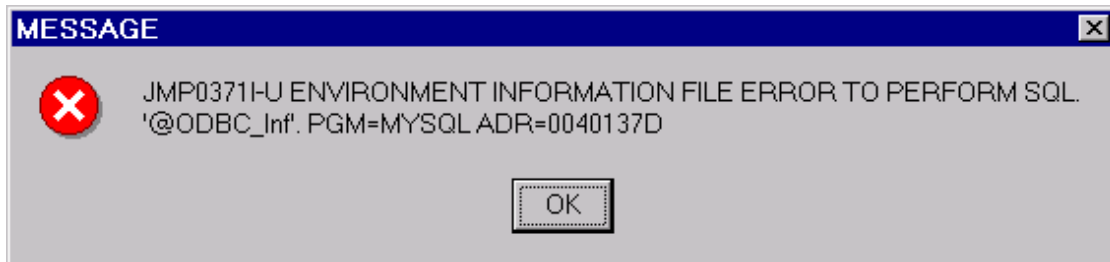 MESSAGE
JMP0371I-U ENVIRONMENT INFORMATION FILE ERROR TO PERFORM SQL.
'@ODBC_Inf'. PGM=MYSQL ADR=0040137D
OK